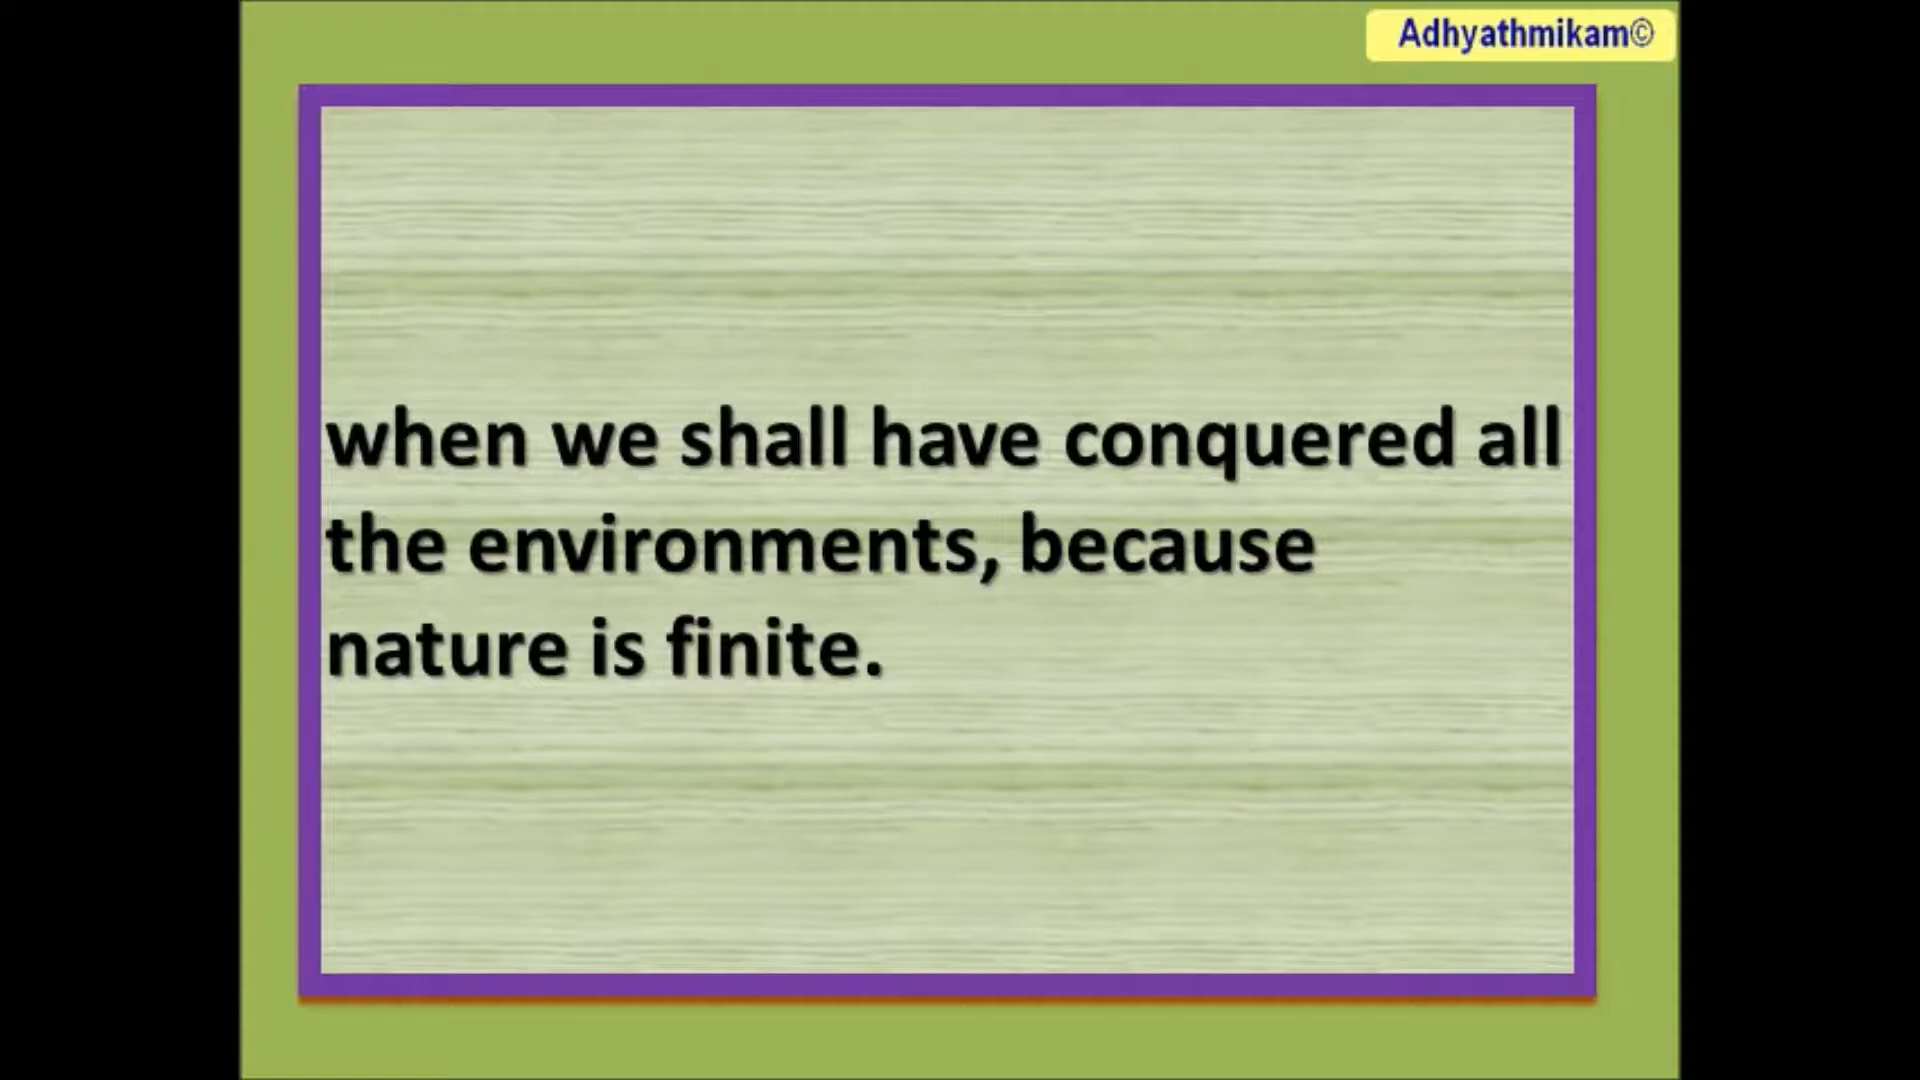 Adhyathmikam©
when we shall have conquered all
the environments, because
nature is finite.